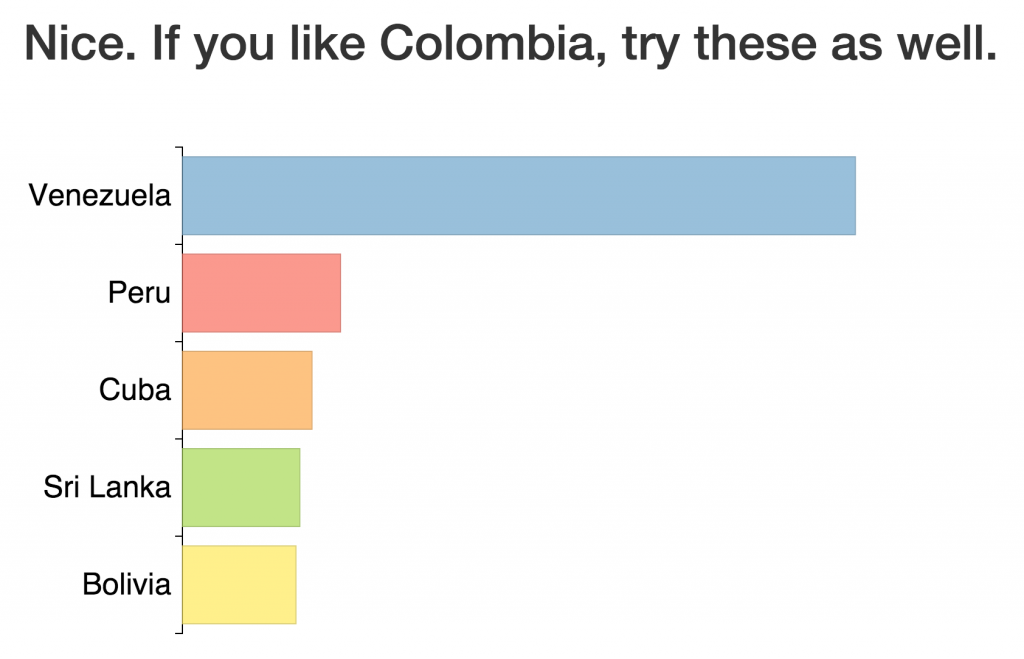 Nice. If you like Colombia, try these as well.
Venezuela
Peru
Cuba
Sri Lanka
Bolivia